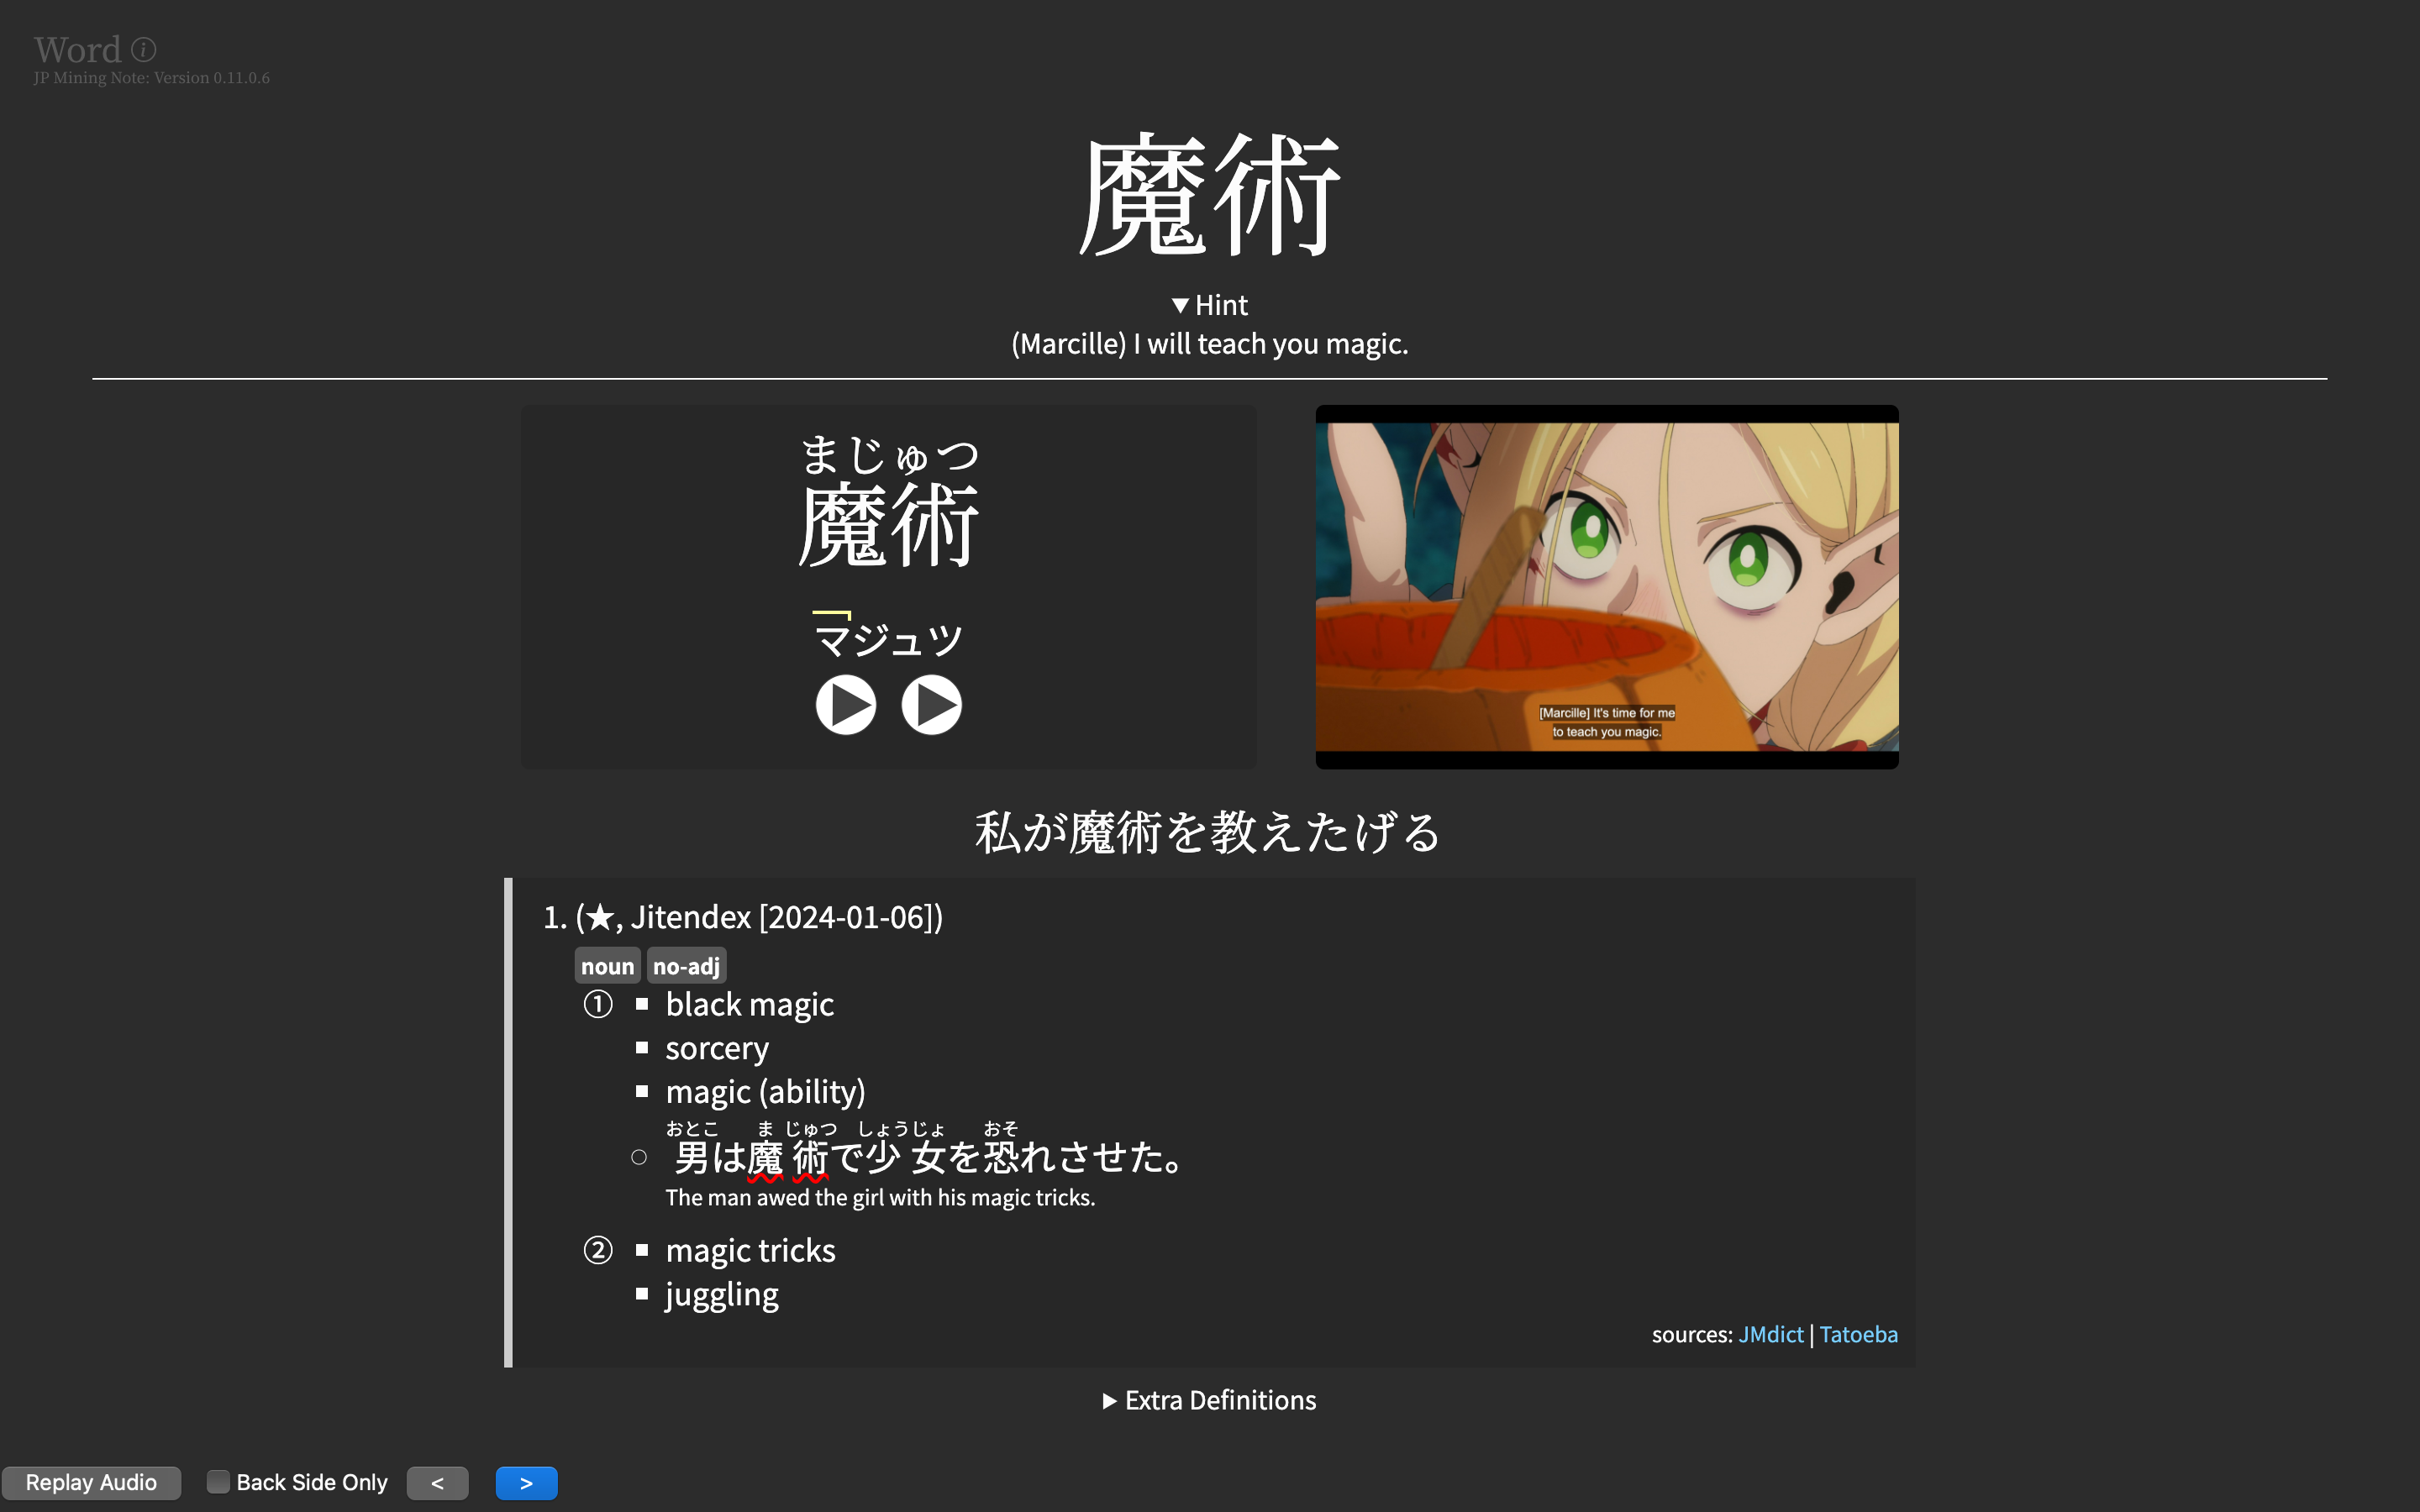 Word ⓘ
JP Mining Note: Version 0.11.0.6
魔術
▼ Hint
(Marcille) I will teach you magic.
まじゅつ
魔術
マジュツ
[Marcille] It's time for me
to teach you magic.
私が魔術を教えたげる
1. (★, Jitendex [2024-01-06])
noun no-adj
① ▪ black magic
▪ sorcery
▪ magic (ability)
おとこ ま じゅつ しょうじょ おそ
○ 男は魔術で少女を恐れさせた。
The man awed the girl with his magic tricks.
② ▪ magic tricks
▪ juggling
sources: JMdict | Tatoeba
▶ Extra Definitions
Replay Audio Back Side Only < >